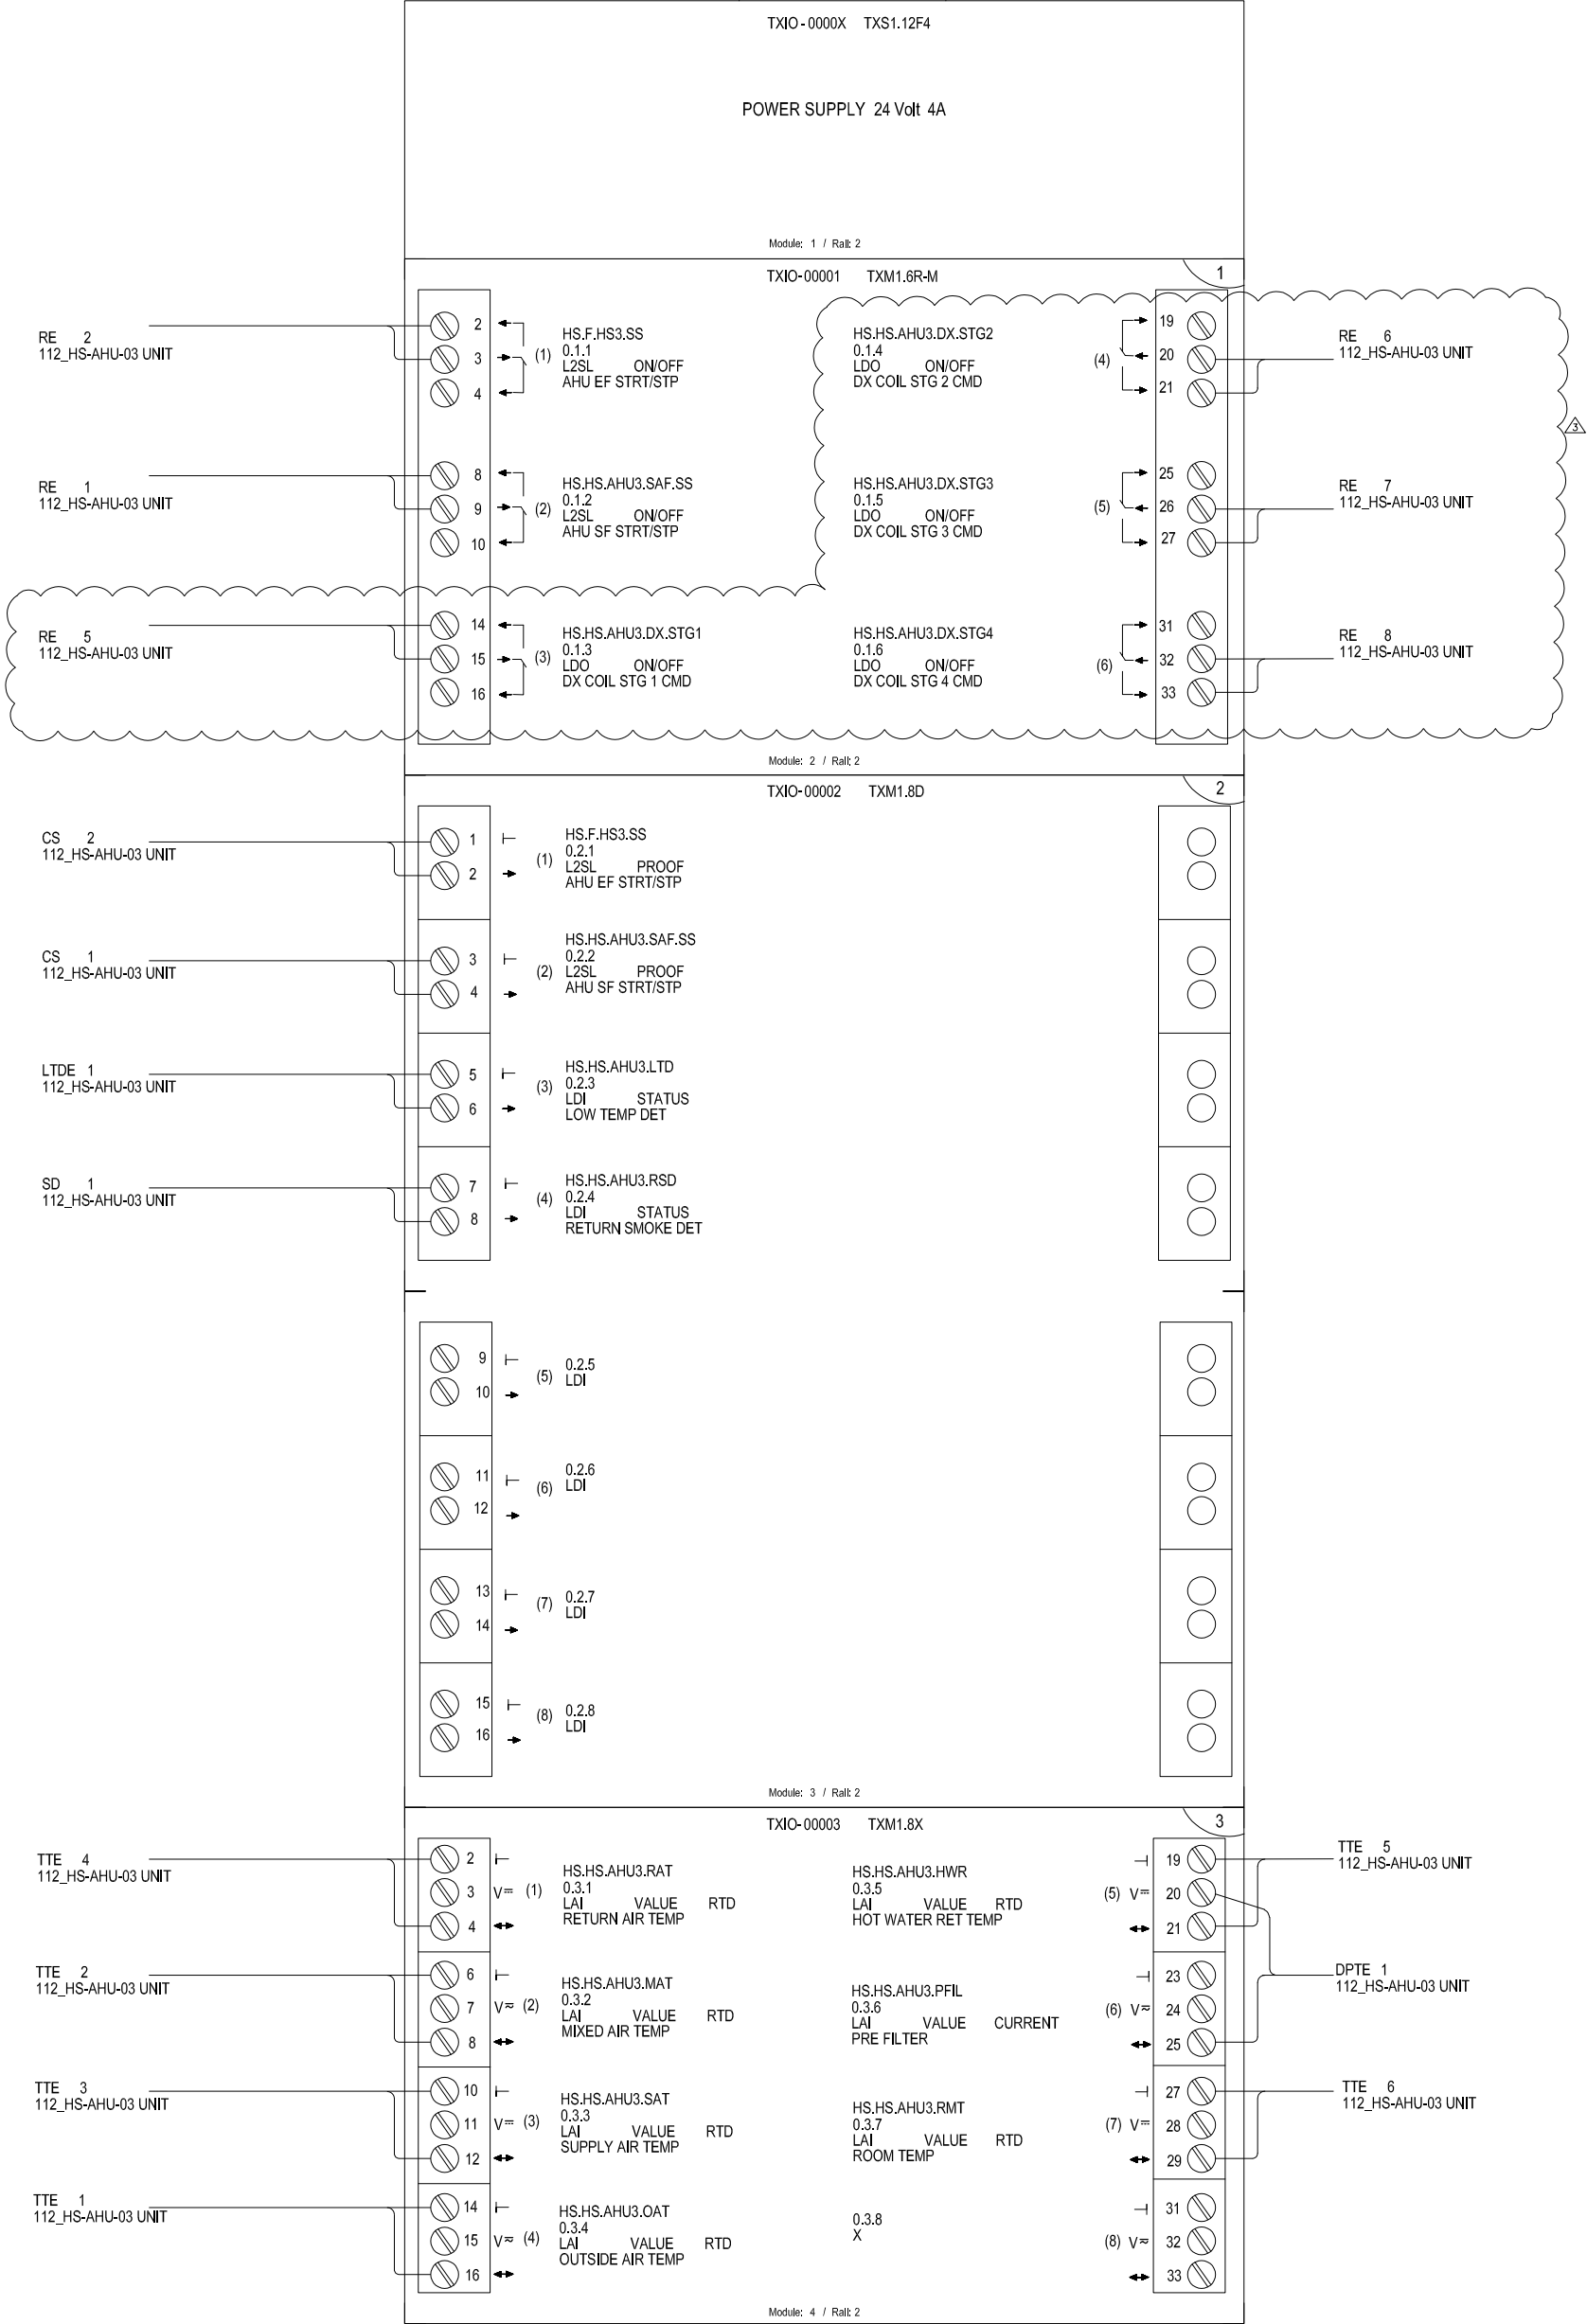 TXIO-0000X TXS1.12F4
POWER SUPPLY 24 Volt 4A
Module: 1 / Rail: 2
TXIO-00001 TXM1.6R-M
1
RE 2
112_HS-AHU-03 UNIT
2
3
4
(1)
HS.F.HS3.SS
0.1.1
L2SL ON/OFF
AHU EF STRT/STP
HS.HS.AHU3.DX.STG2
0.1.4
LDO ON/OFF
DX COIL STG 2 CMD
(4)
19
20
21
RE 6
112_HS-AHU-03 UNIT
3
RE 1
112_HS-AHU-03 UNIT
8
9
10
(2)
HS.HS.AHU3.SAF.SS
0.1.2
L2SL ON/OFF
AHU SF STRT/STP
HS.HS.AHU3.DX.STG3
0.1.5
LDO ON/OFF
DX COIL STG 3 CMD
(5)
25
26
27
RE 7
112_HS-AHU-03 UNIT
RE 5
112_HS-AHU-03 UNIT
14
15
16
(3)
HS.HS.AHU3.DX.STG1
0.1.3
LDO ON/OFF
DX COIL STG 1 CMD
HS.HS.AHU3.DX.STG4
0.1.6
LDO ON/OFF
DX COIL STG 4 CMD
(6)
31
32
33
RE 8
112_HS-AHU-03 UNIT
Module: 2 / Rail: 2
TXIO-00002 TXM1.8D
2
CS 2
112_HS-AHU-03 UNIT
1
2
(1)
HS.F.HS3.SS
0.2.1
L2SL PROOF
AHU EF STRT/STP
CS 1
112_HS-AHU-03 UNIT
3
4
(2)
HS.HS.AHU3.SAF.SS
0.2.2
L2SL PROOF
AHU SF STRT/STP
LTDE 1
112_HS-AHU-03 UNIT
5
6
(3)
HS.HS.AHU3.LTD
0.2.3
LDI STATUS
LOW TEMP DET
SD 1
112_HS-AHU-03 UNIT
7
8
(4)
HS.HS.AHU3.RSD
0.2.4
LDI STATUS
RETURN SMOKE DET
9
10
(5)
0.2.5
LDI
11
12
(6)
0.2.6
LDI
13
14
(7)
0.2.7
LDI
15
16
(8)
0.2.8
LDI
Module: 3 / Rail: 2
TXIO-00003 TXM1.8X
3
TTE 4
112_HS-AHU-03 UNIT
2
3 V= (1)
4
HS.HS.AHU3.RAT
0.3.1
LAI VALUE RTD
RETURN AIR TEMP
HS.HS.AHU3.HWR
0.3.5
LAI VALUE RTD
HOT WATER RET TEMP
19
(5) V= 20
21
TTE 5
112_HS-AHU-03 UNIT
TTE 2
112_HS-AHU-03 UNIT
6
7 V≂ (2)
8
HS.HS.AHU3.MAT
0.3.2
LAI VALUE RTD
MIXED AIR TEMP
HS.HS.AHU3.PFIL
0.3.6
LAI VALUE CURRENT
PRE FILTER
23
(6) V≂ 24
25
DPTE 1
112_HS-AHU-03 UNIT
TTE 3
112_HS-AHU-03 UNIT
10
11 V= (3)
12
HS.HS.AHU3.SAT
0.3.3
LAI VALUE RTD
SUPPLY AIR TEMP
HS.HS.AHU3.RMT
0.3.7
LAI VALUE RTD
ROOM TEMP
27
(7) V= 28
29
TTE 6
112_HS-AHU-03 UNIT
TTE 1
112_HS-AHU-03 UNIT
14
15 V≂ (4)
16
HS.HS.AHU3.OAT
0.3.4
LAI VALUE RTD
OUTSIDE AIR TEMP
0.3.8
X
31
(8) V≂ 32
33
Module: 4 / Rail: 2